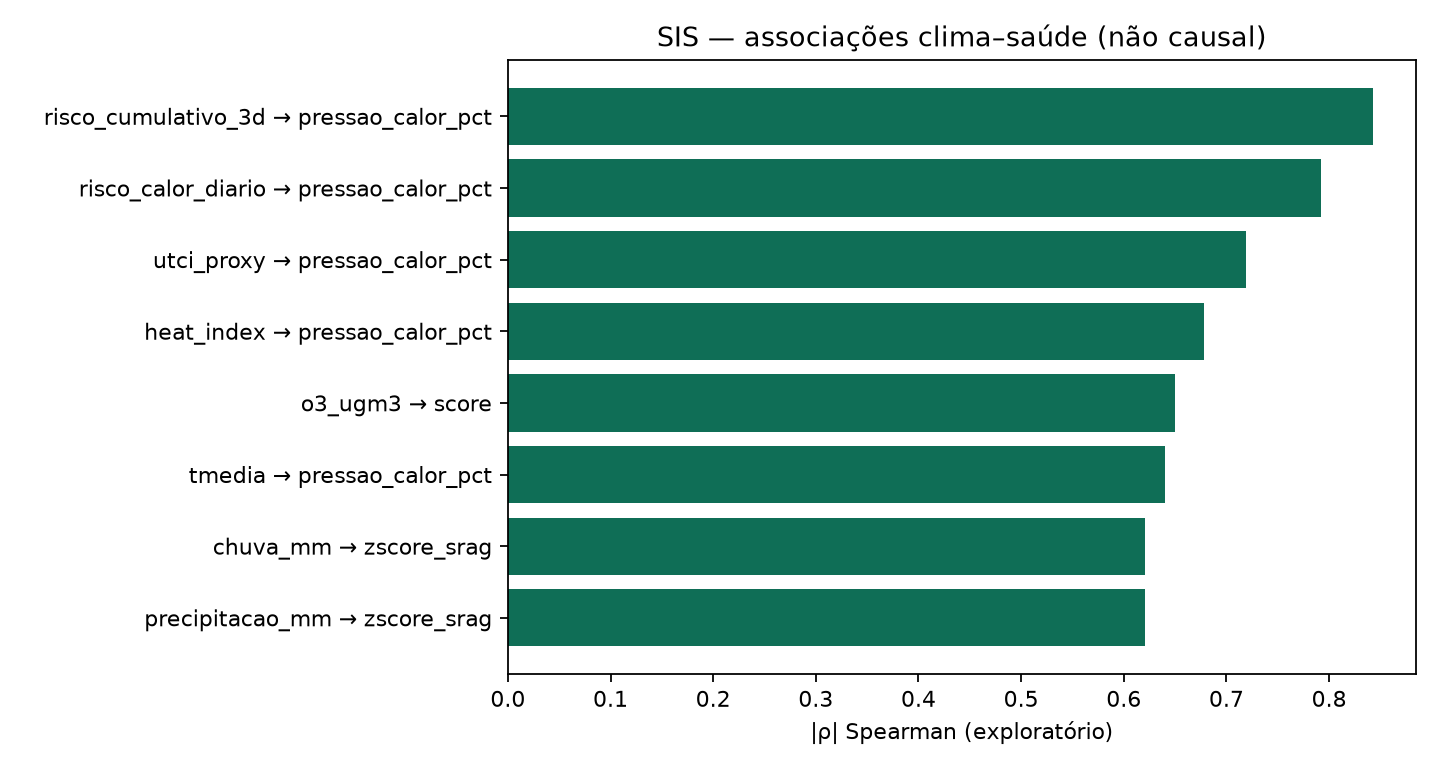 SIS — associações clima–saúde (não causal)
risco_cumulativo_3d → pressao_calor_pct
risco_calor_diario → pressao_calor_pct
utci_proxy → pressao_calor_pct
heat_index → pressao_calor_pct
o3_ugm3 → score
tmedia → pressao_calor_pct
chuva_mm → zscore_srag
precipitacao_mm → zscore_srag
0.0 0.1 0.2 0.3 0.4 0.5 0.6 0.7 0.8
|ρ| Spearman (exploratório)